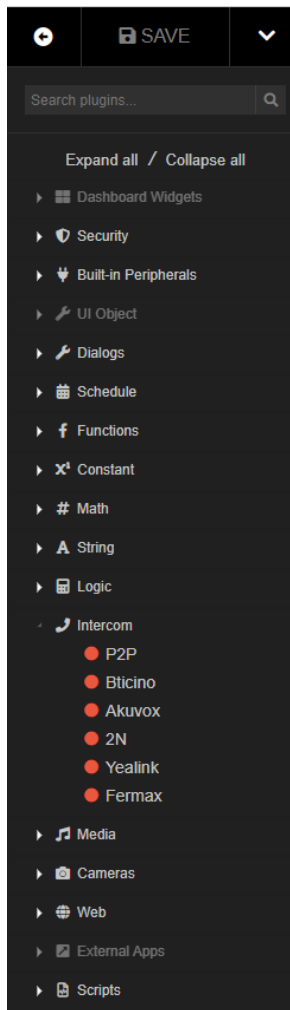 SAVE
Search plugins...
Expand all / Collapse all
Dashboard Widgets
Security
Built-in Peripherals
UI Object
Dialogs
Schedule
Functions
Constant
Math
String
Logic
Intercom
P2P
Bticino
Akuvox
2N
Yealink
Fermax
Media
Cameras
Web
External Apps
Scripts